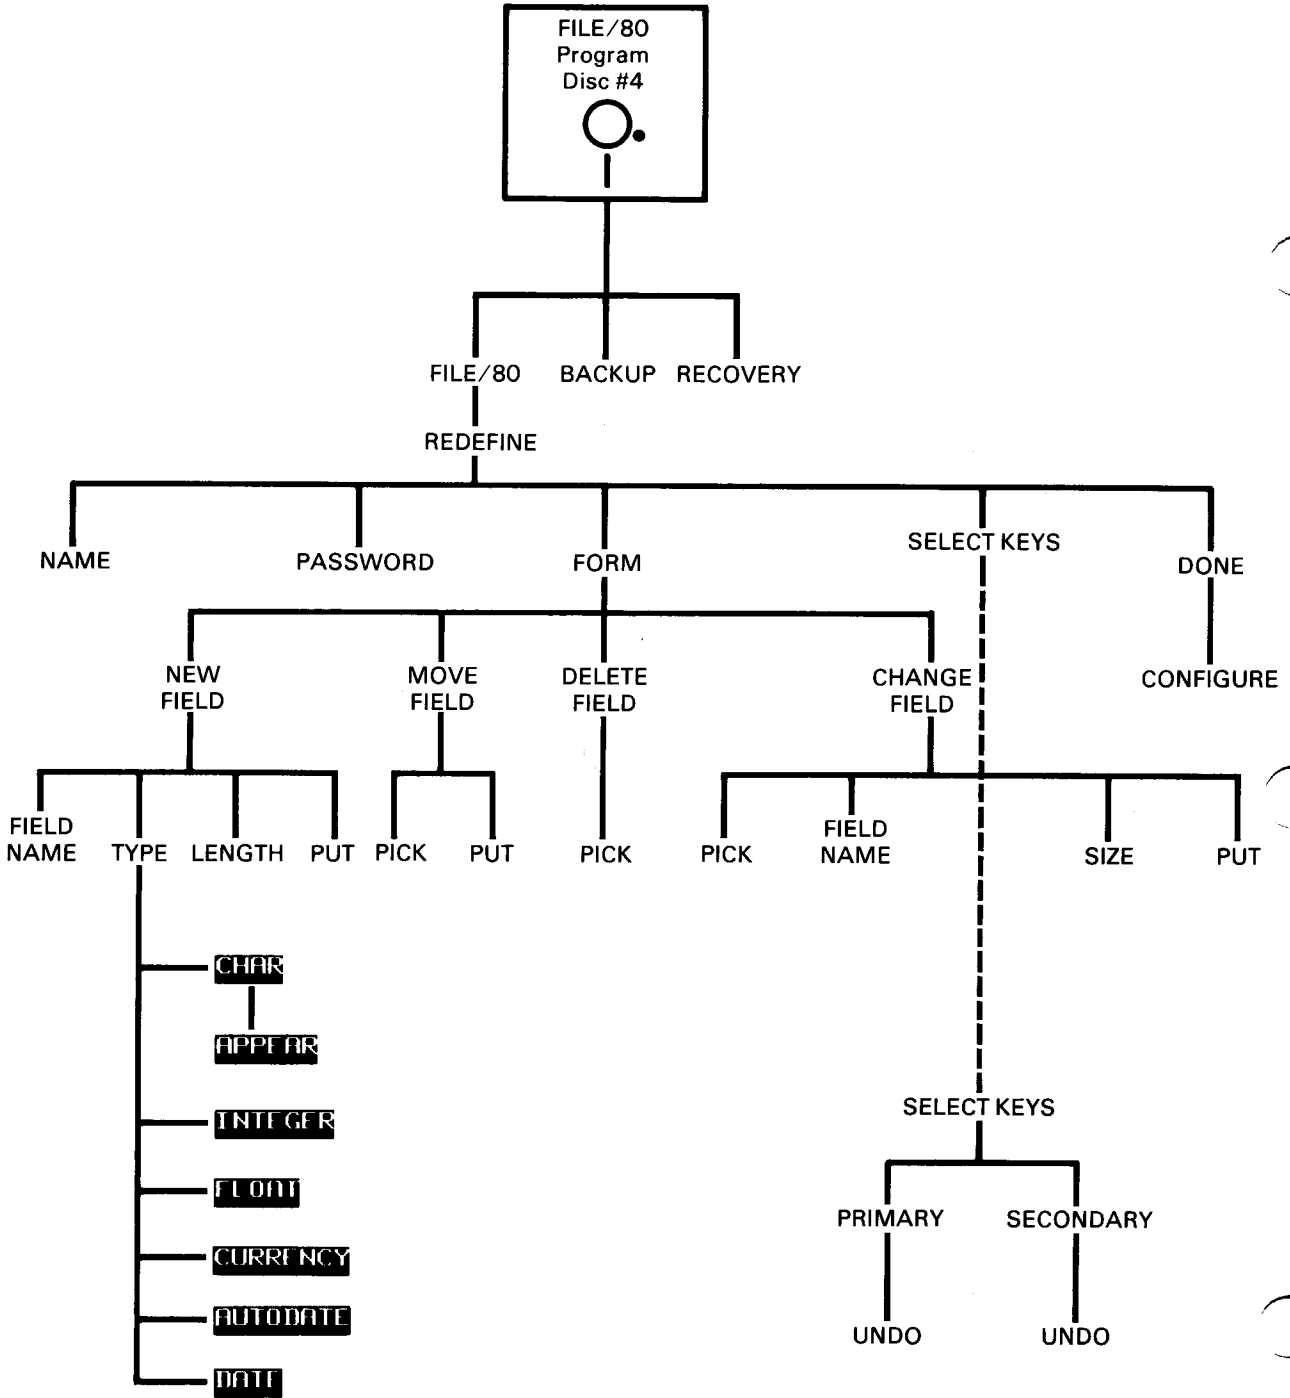 FILE/80
Program
Disc #4
FILE/80 BACKUP RECOVERY
REDEFINE
NAME PASSWORD FORM SELECT KEYS DONE
NEW FIELD
MOVE FIELD
DELETE FIELD
CHANGE FIELD
CONFIGURE
FIELD NAME
TYPE LENGTH PUT PICK PUT PICK PICK
FIELD NAME
SIZE PUT
CHAR
APPEAR
INTEGER
FLOAT
CURRENCY
AUTODATE
DATE
SELECT KEYS
PRIMARY SECONDARY
UNDO UNDO